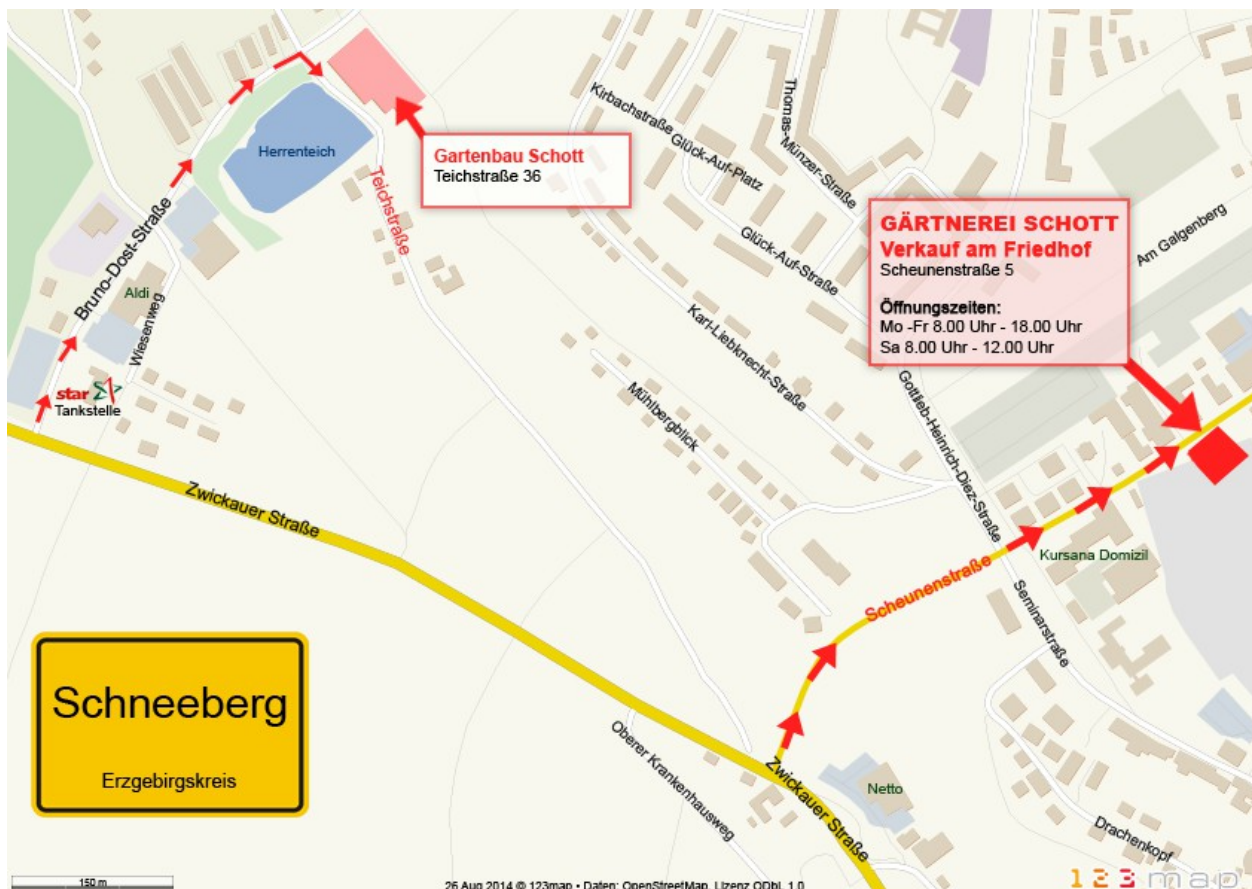 Herrenteich
Gartenbau Schott
Teichstraße 36
Teichstraße
Bruno-Dost-Straße
Aldi
Wiesenweg
star
Tankstelle
Zwickauer Straße
Kirbachstraße
Glück-Auf-Platz
Thomas-Münzer-Straße
Glück-Auf-Straße
Karl-Liebknecht-Straße
Mühlbergblick
GÄRTNEREI SCHOTT
Verkauf am Friedhof
Scheunenstraße 5
Öffnungszeiten:
Mo -Fr 8.00 Uhr - 18.00 Uhr
Sa 8.00 Uhr - 12.00 Uhr
Am Galgenberg
Gottlieb-Heinrich-Diez-Straße
Scheunenstraße
Kursana Domizil
Seminarstraße
Schneeberg
Erzgebirgskreis
Oberer Krankenhausweg
Zwickauer Straße
Netto
Drachenkopf
150 m
26 Aug 2014 © 123map • Daten: OpenStreetMap, Lizenz ODbL 1.0
123map